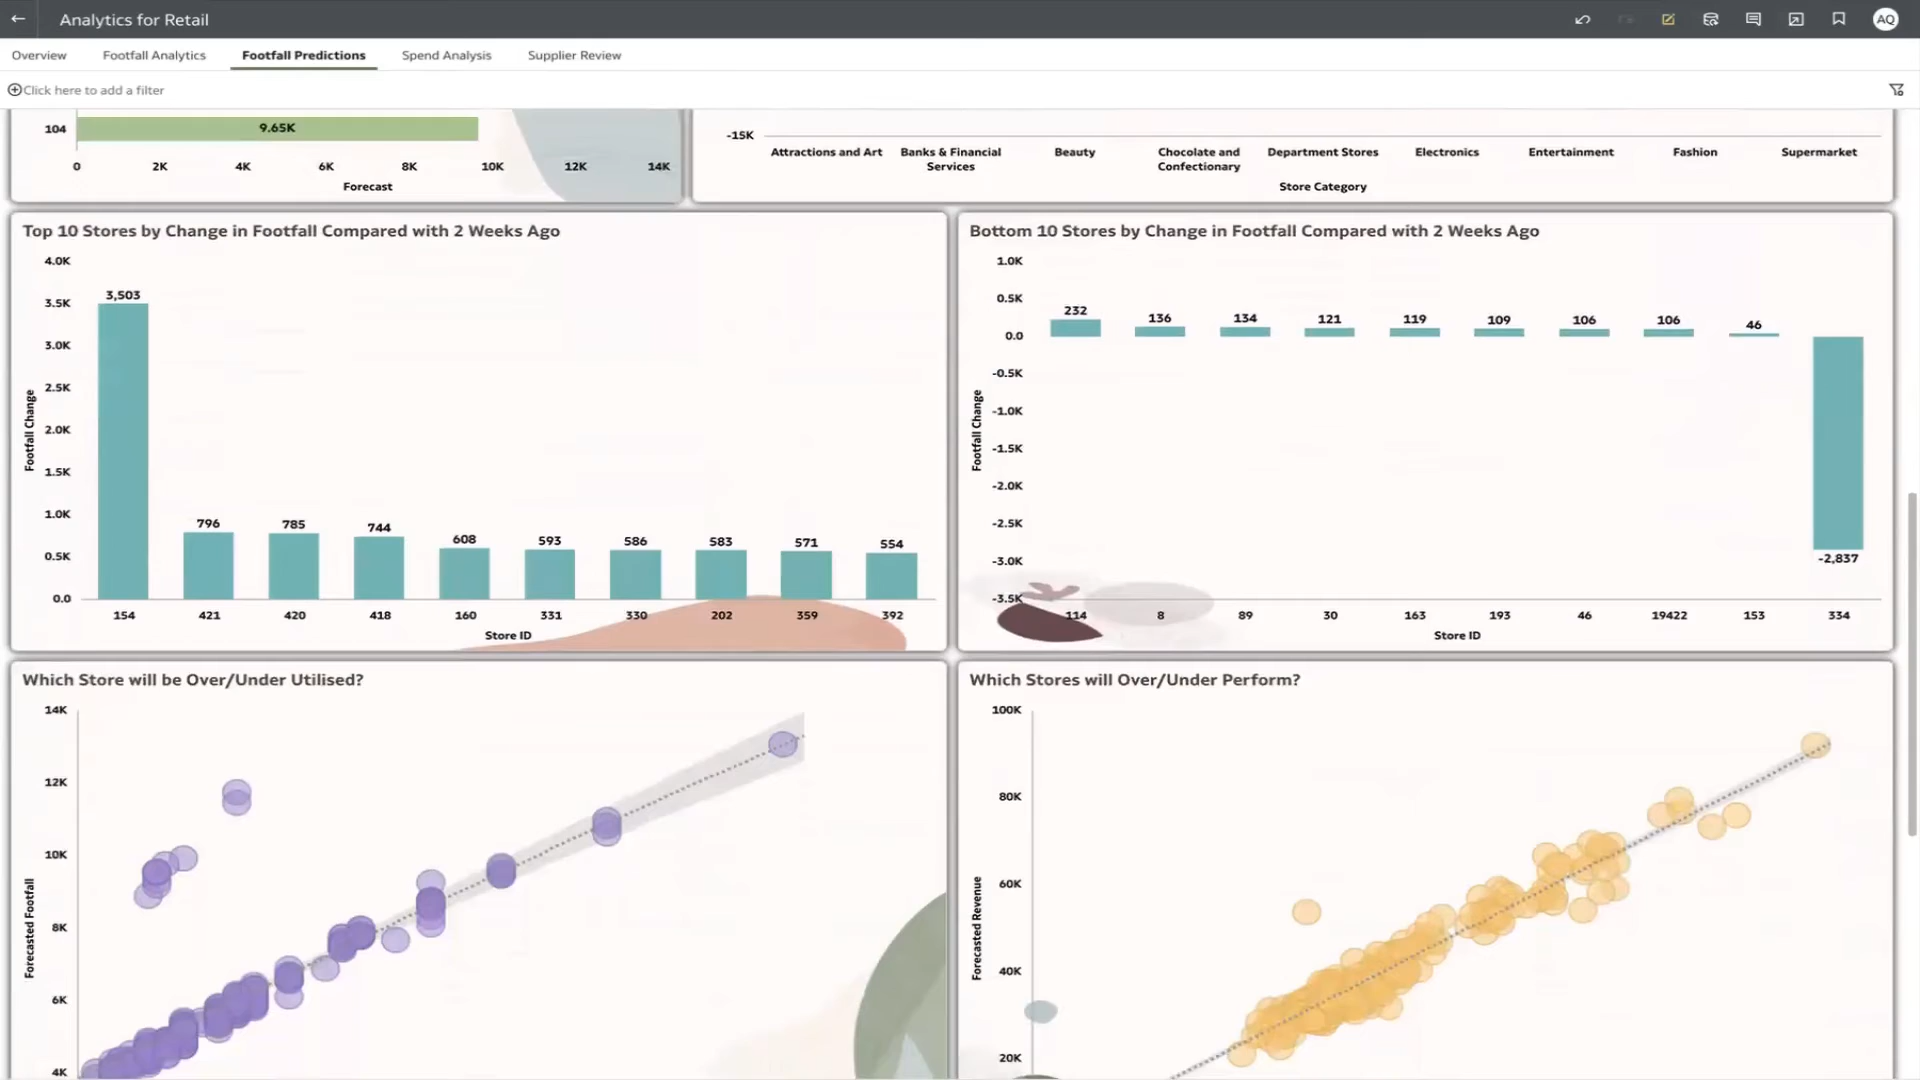 Analytics for Retail
AQ
Overview
Footfall Analytics
Footfall Predictions
Spend Analysis
Supplier Review
Click here to add a filter
104
9.65K
0
2K
4K
6K
8K
10K
12K
14K
Forecast
-15K
Attractions and Art
Banks & Financial
Services
Beauty
Chocolate and
Confectionary
Department Stores
Electronics
Entertainment
Fashion
Supermarket
Store Category
Top 10 Stores by Change in Footfall Compared with 2 Weeks Ago
4.0K
3.5K
3.0K
2.5K
2.0K
1.5K
1.0K
0.5K
0.0
Footfall Change
3,503
796
785
744
608
593
586
583
571
554
154
421
420
418
160
331
330
202
359
392
Store ID
Bottom 10 Stores by Change in Footfall Compared with 2 Weeks Ago
1.0K
0.5K
0.0
-0.5K
-1.0K
-1.5K
-2.0K
-2.5K
-3.0K
-3.5K
Footfall Change
232
136
134
121
119
109
106
106
46
-2,837
114
8
89
30
163
193
46
19422
153
334
Store ID
Which Store will be Over/Under Utilised?
14K
12K
10K
8K
6K
4K
Forecasted Footfall
Which Stores will Over/Under Perform?
100K
80K
60K
40K
20K
Forecasted Revenue